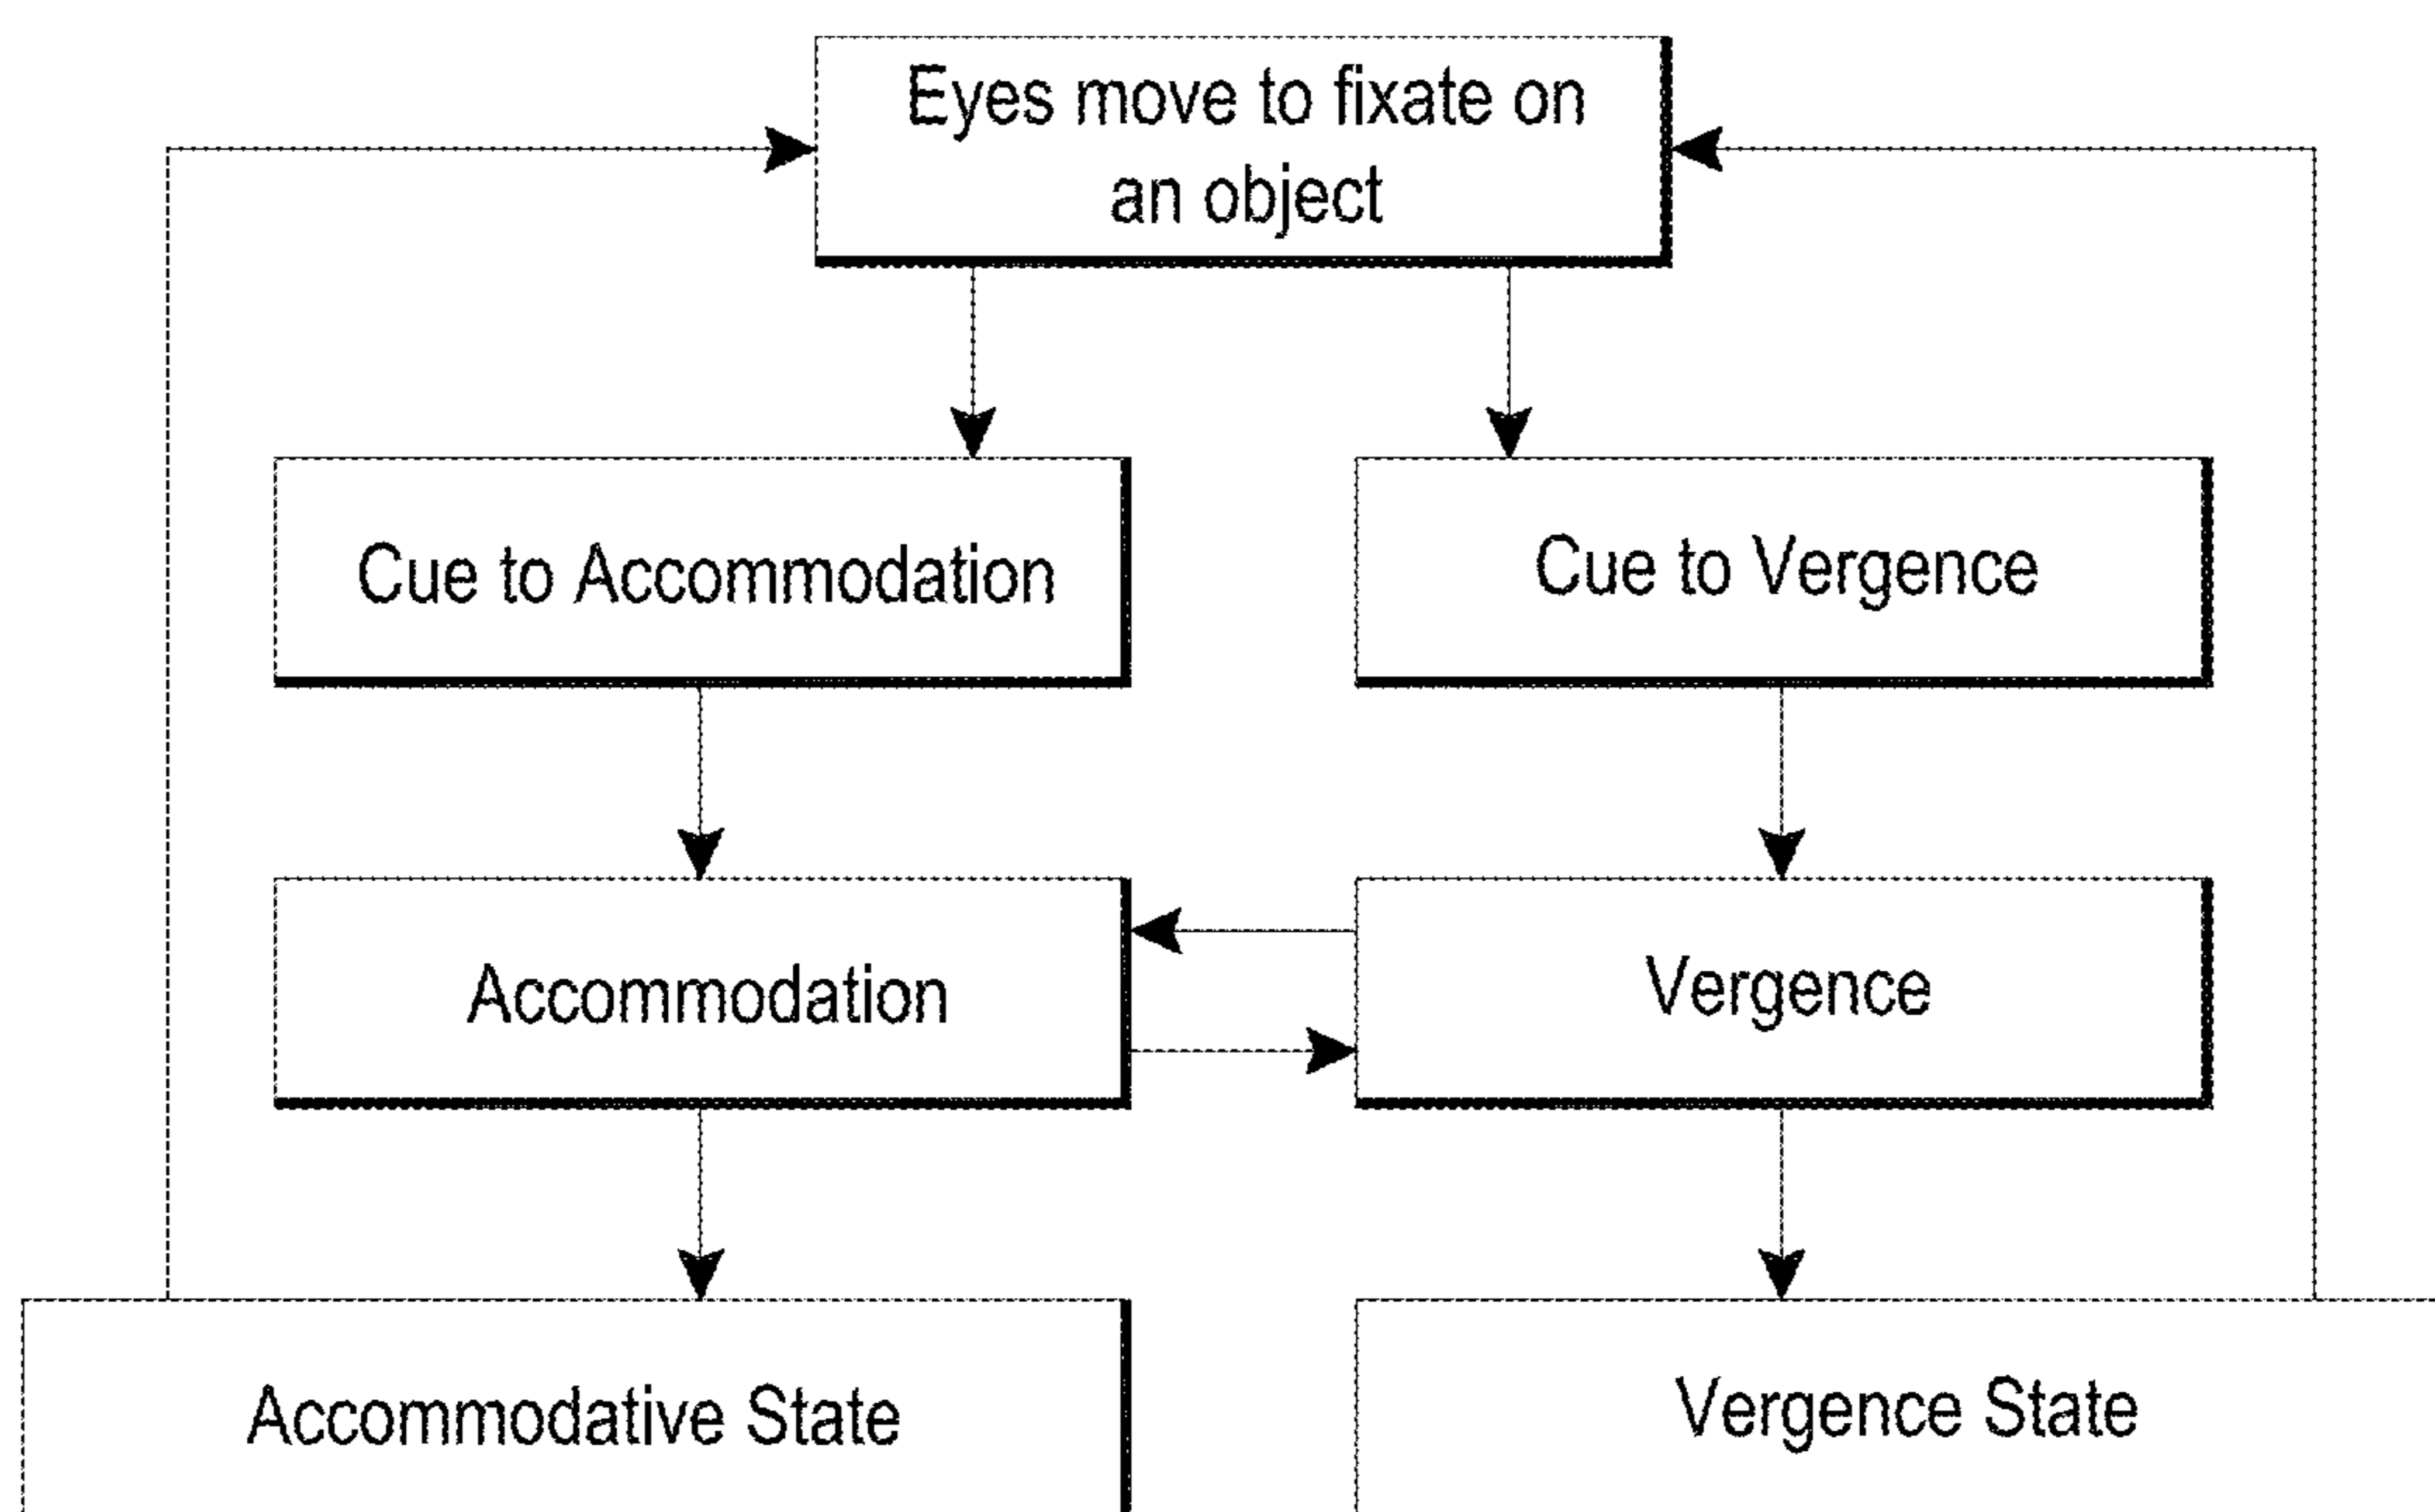 Eyes move to fixate on
an object
Cue to Accommodation
Cue to Vergence
Accommodation
Vergence
Accommodative State
Vergence State